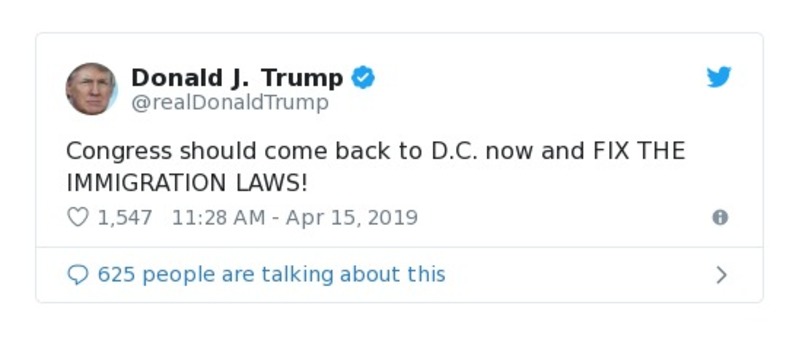 Donald J. Trump
@realDonaldTrump
Congress should come back to D.C. now and FIX THE
IMMIGRATION LAWS!
1,547 11:28 AM - Apr 15, 2019
625 people are talking about this